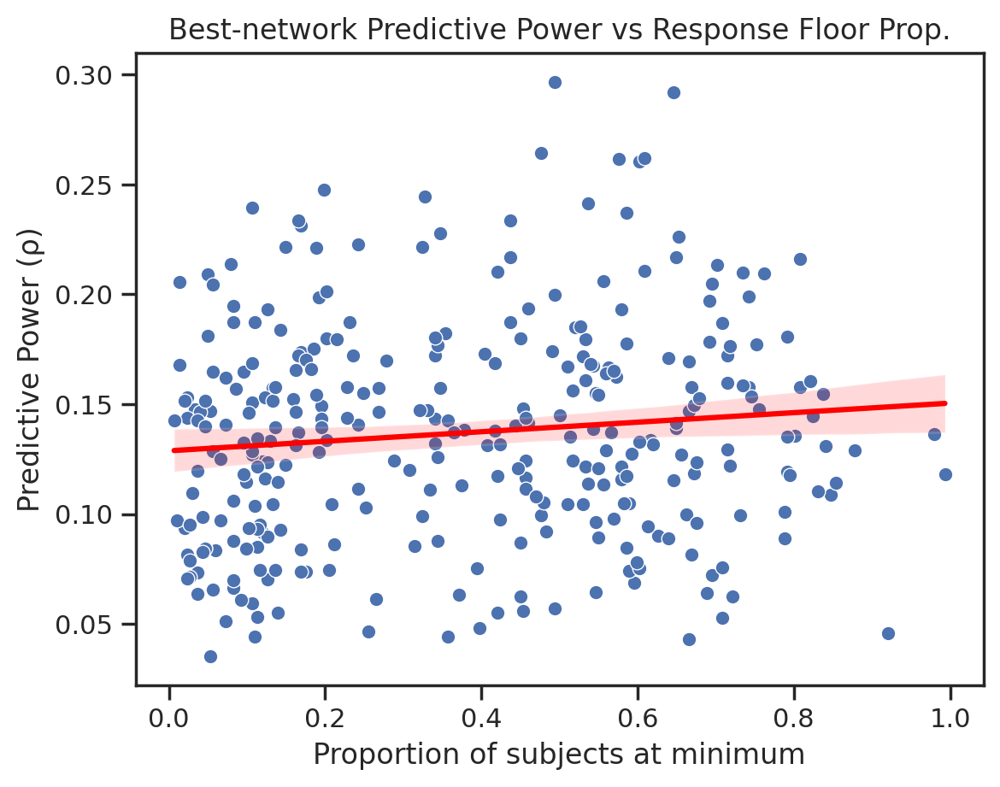 Best-network Predictive Power vs Response Floor Prop.
0.30
0.25
0.20
0.15
0.10
0.05
Predictive Power (ρ)
0.0 0.2 0.4 0.6 0.8 1.0
Proportion of subjects at minimum